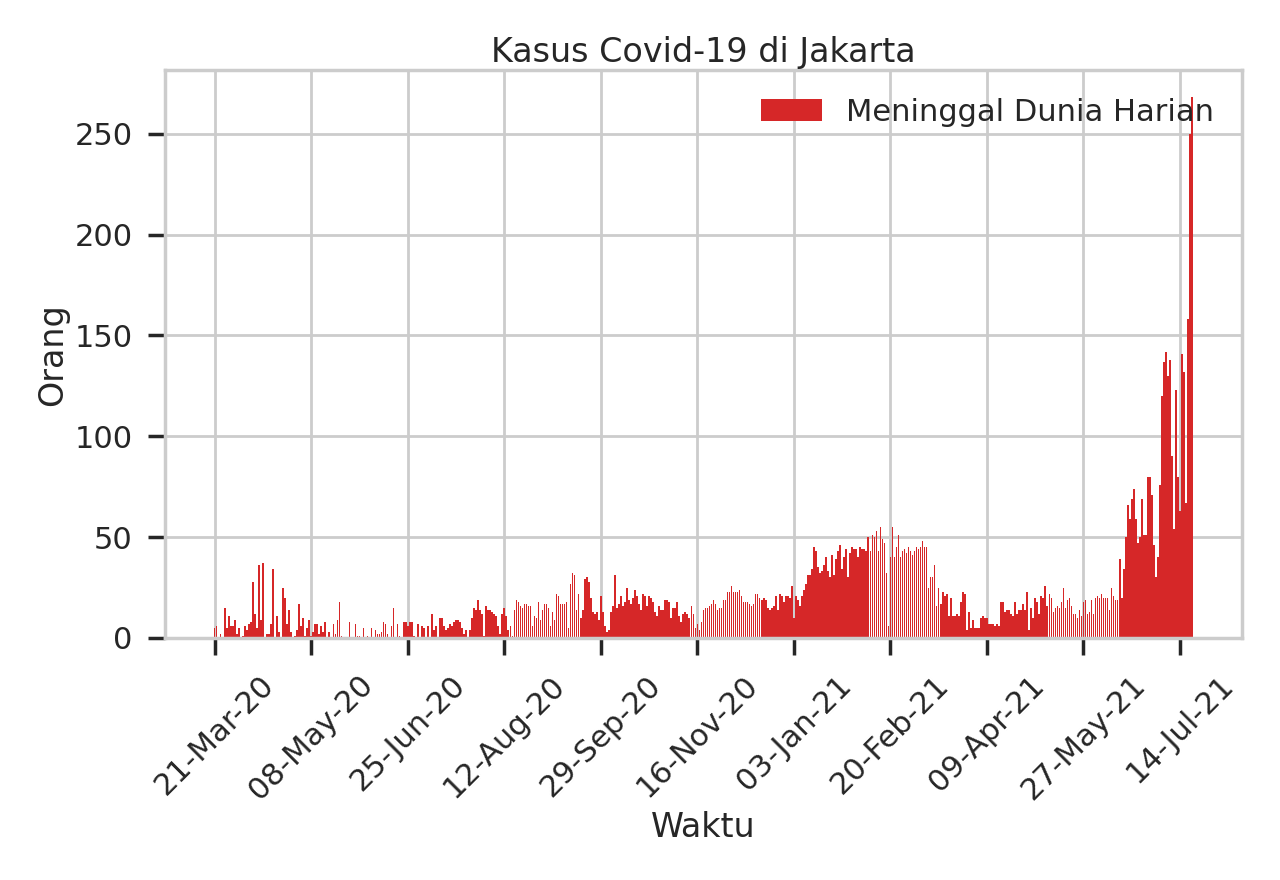 Kasus Covid-19 di Jakarta
Meninggal Dunia Harian
Orang
250
200
150
100
50
0
21-Mar-20
08-May-20
25-Jun-20
12-Aug-20
29-Sep-20
16-Nov-20
03-Jan-21
20-Feb-21
09-Apr-21
27-May-21
14-Jul-21
Waktu